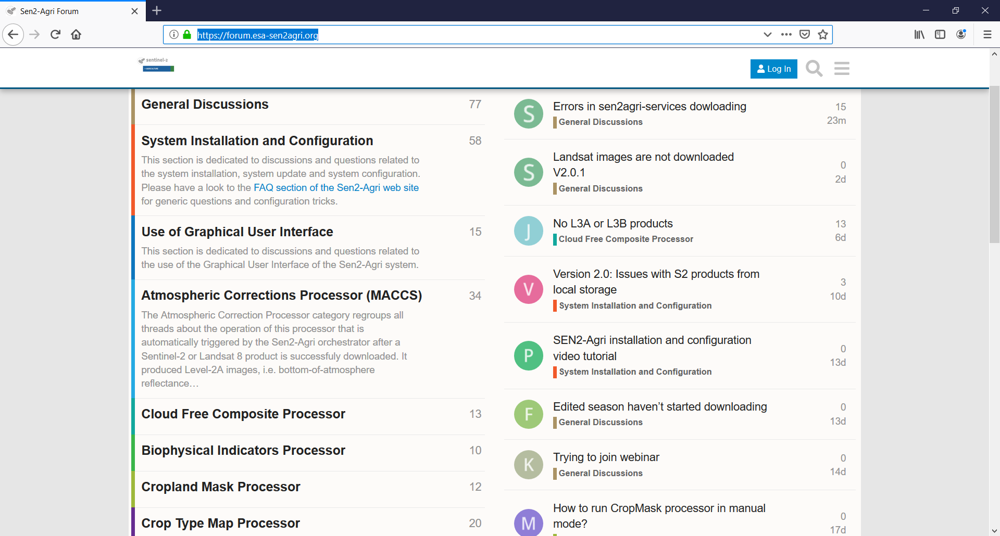 Sen2-Agri Forum
https://forum.esa-sen2agri.org
sentinel-2
+ AGRICULTURE
Log In
General Discussions 77
System Installation and Configuration 58
This section is dedicated to discussions and questions related to
the system installation, system update and system configuration.
Please have a look to the FAQ section of the Sen2-Agri web site
for generic questions and configuration tricks.
Use of Graphical User Interface 15
This section is dedicated to discussions and questions related to
the use of the Graphical User Interface of the Sen2-Agri system.
Atmospheric Corrections Processor (MACCS) 34
The Atmospheric Correction Processor category regroups all
threads about the operation of this processor that is
automatically triggered by the Sen2-Agri orchestrator after a
Sentinel-2 or Landsat 8 product is successfuly downloaded. It
produced Level-2A images, i.e. bottom-of-atmosphere
reflectance…
Cloud Free Composite Processor 13
Biophysical Indicators Processor 10
Cropland Mask Processor 12
Crop Type Map Processor 20
S
Errors in sen2agri-services dowloading 15
General Discussions 23m
S
Landsat images are not downloaded
V2.0.1 0
General Discussions 2d
J
No L3A or L3B products 13
Cloud Free Composite Processor 6d
V
Version 2.0: Issues with S2 products from
local storage 3
System Installation and Configuration 10d
P
SEN2-Agri installation and configuration
video tutorial 0
System Installation and Configuration 13d
F
Edited season haven’t started downloading 0
General Discussions 13d
K
Trying to join webinar 0
General Discussions 14d
M
How to run CropMask processor in manual
mode? 0
17d